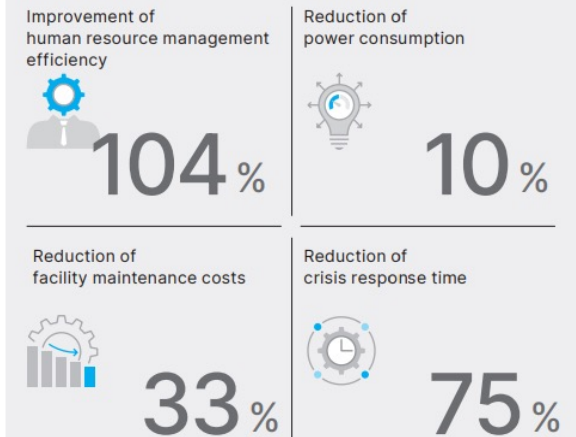 Improvement of
human resource management
efficiency
104 %
Reduction of
power consumption
10 %
Reduction of
facility maintenance costs
33 %
Reduction of
crisis response time
75 %